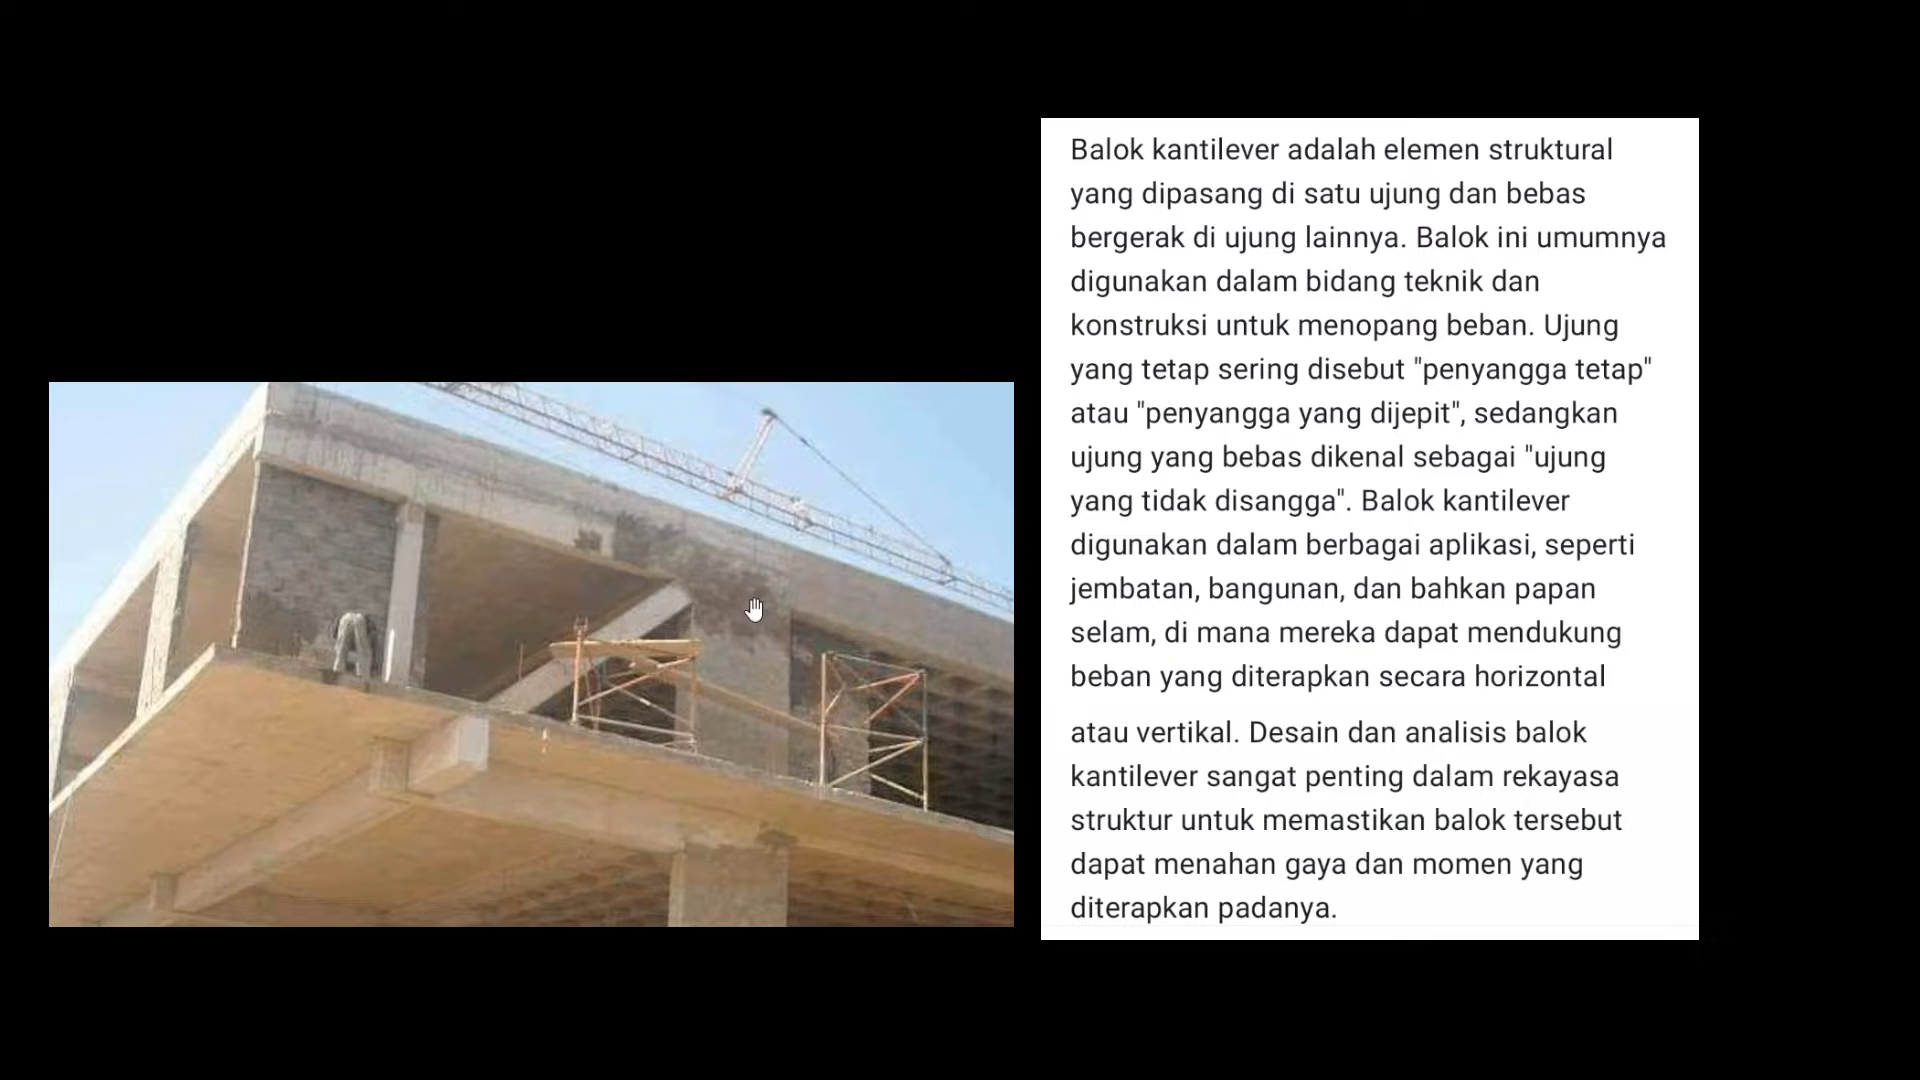 Balok kantilever adalah elemen struktural
yang dipasang di satu ujung dan bebas
bergerak di ujung lainnya. Balok ini umumnya
digunakan dalam bidang teknik dan
konstruksi untuk menopang beban. Ujung
yang tetap sering disebut "penyangga tetap"
atau "penyangga yang dijepit", sedangkan
ujung yang bebas dikenal sebagai "ujung
yang tidak disangga". Balok kantilever
digunakan dalam berbagai aplikasi, seperti
jembatan, bangunan, dan bahkan papan
selam, di mana mereka dapat mendukung
beban yang diterapkan secara horizontal
atau vertikal. Desain dan analisis balok
kantilever sangat penting dalam rekayasa
struktur untuk memastikan balok tersebut
dapat menahan gaya dan momen yang
diterapkan padanya.